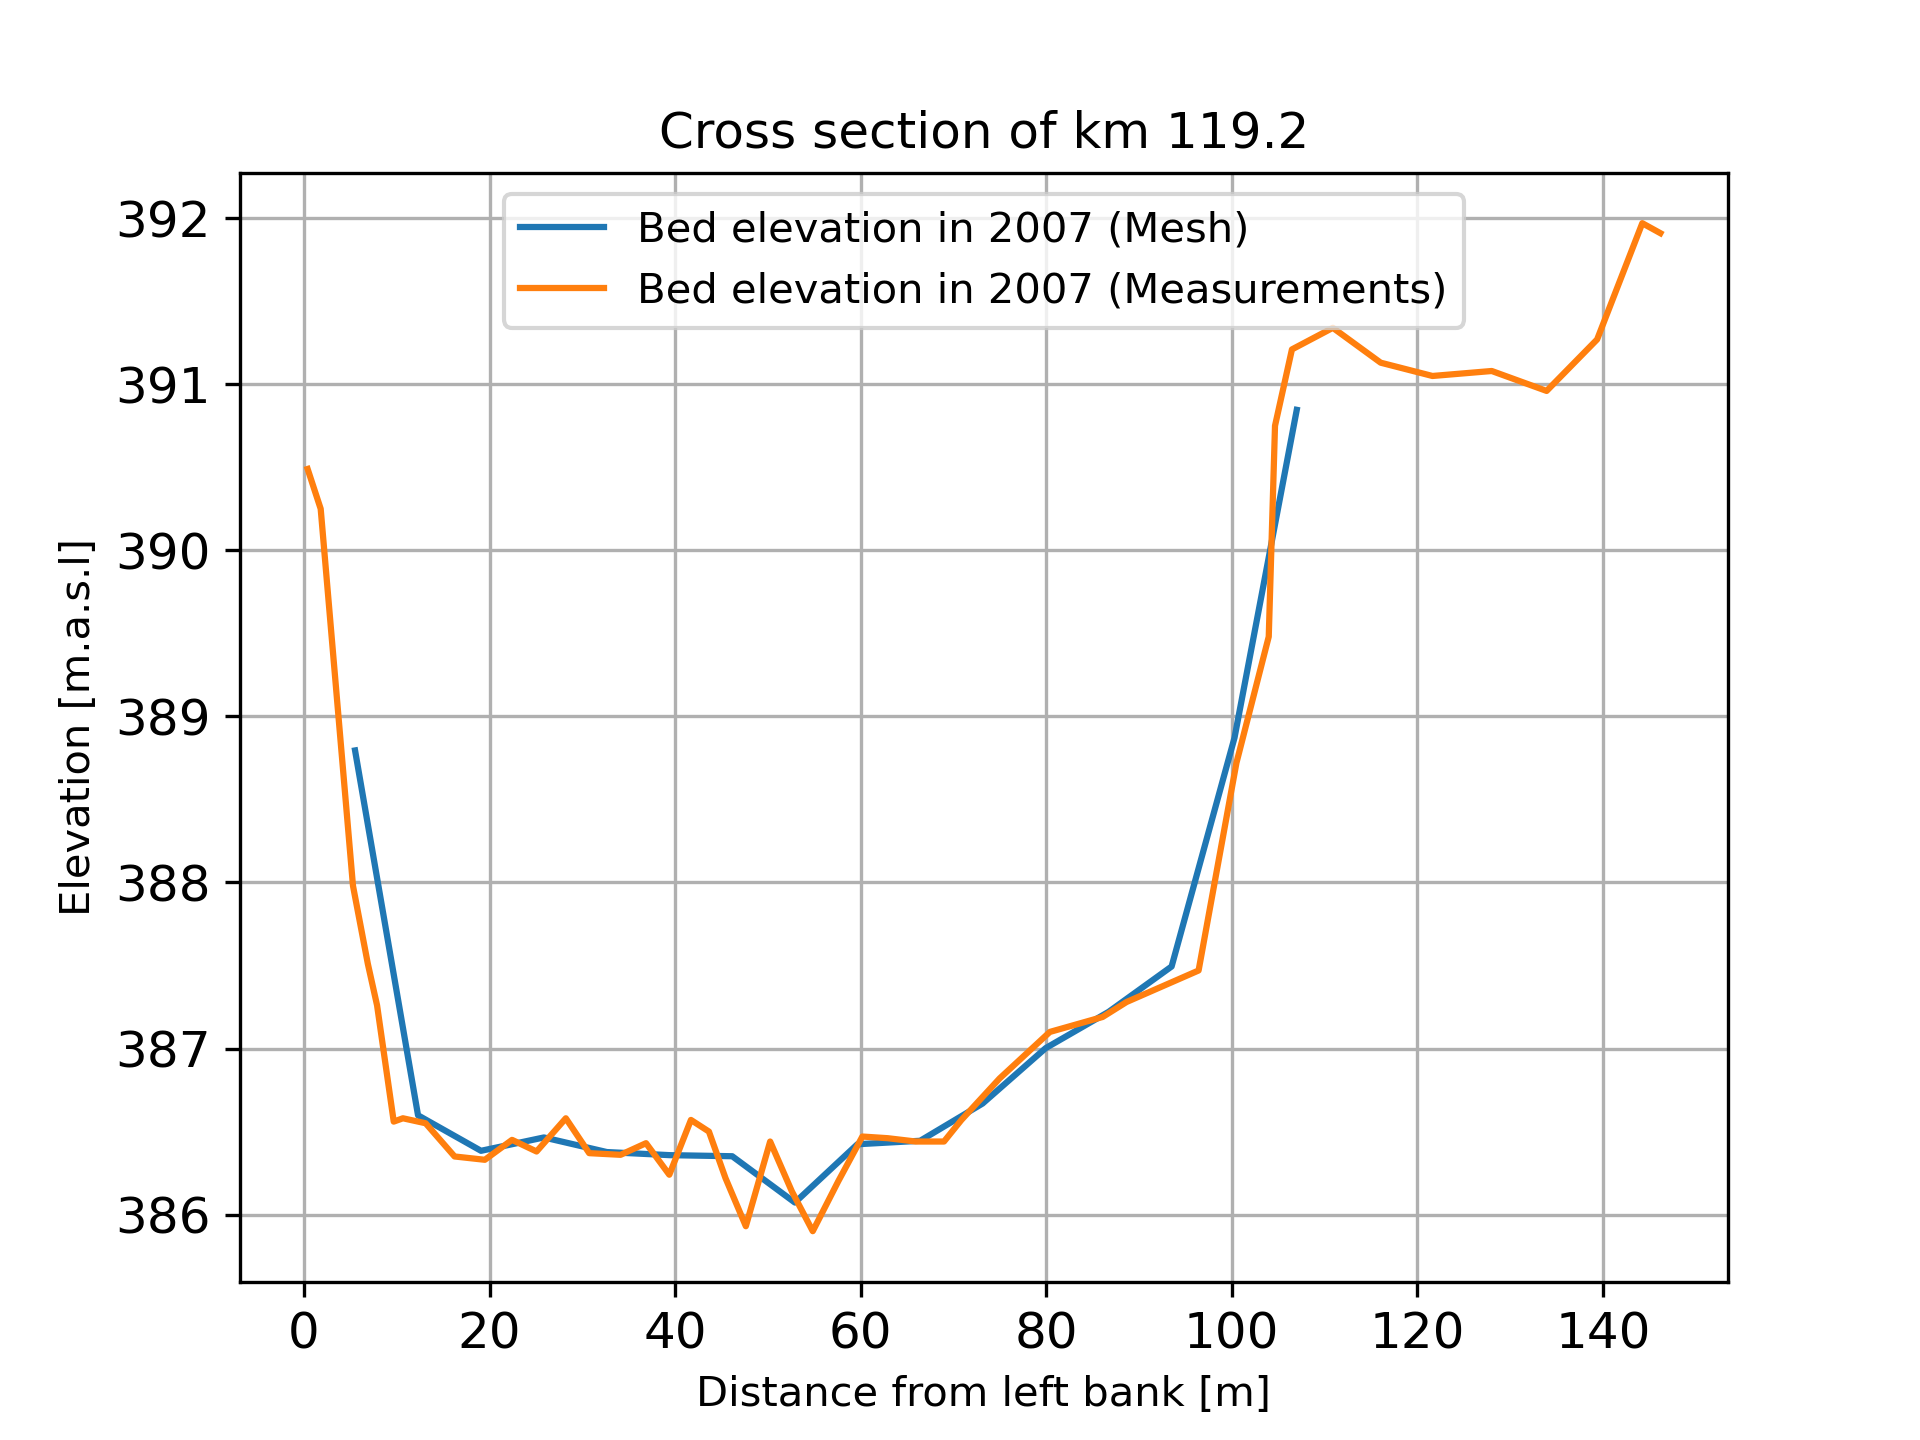 Cross section of km 119.2
Bed elevation in 2007 (Mesh)
Bed elevation in 2007 (Measurements)
Elevation [m.a.s.l]
392
391
390
389
388
387
386
0 20 40 60 80 100 120 140
Distance from left bank [m]